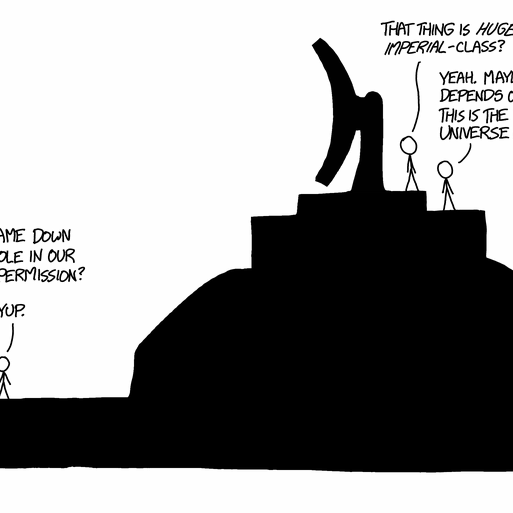 THAT THING IS HUGE
IMPERIAL-CLASS?
YEAH. MAY
DEPENDS
THIS IS THE
UNIVERSE
AME DOWN
OLE IN OUR
PERMISSION?
YUP.